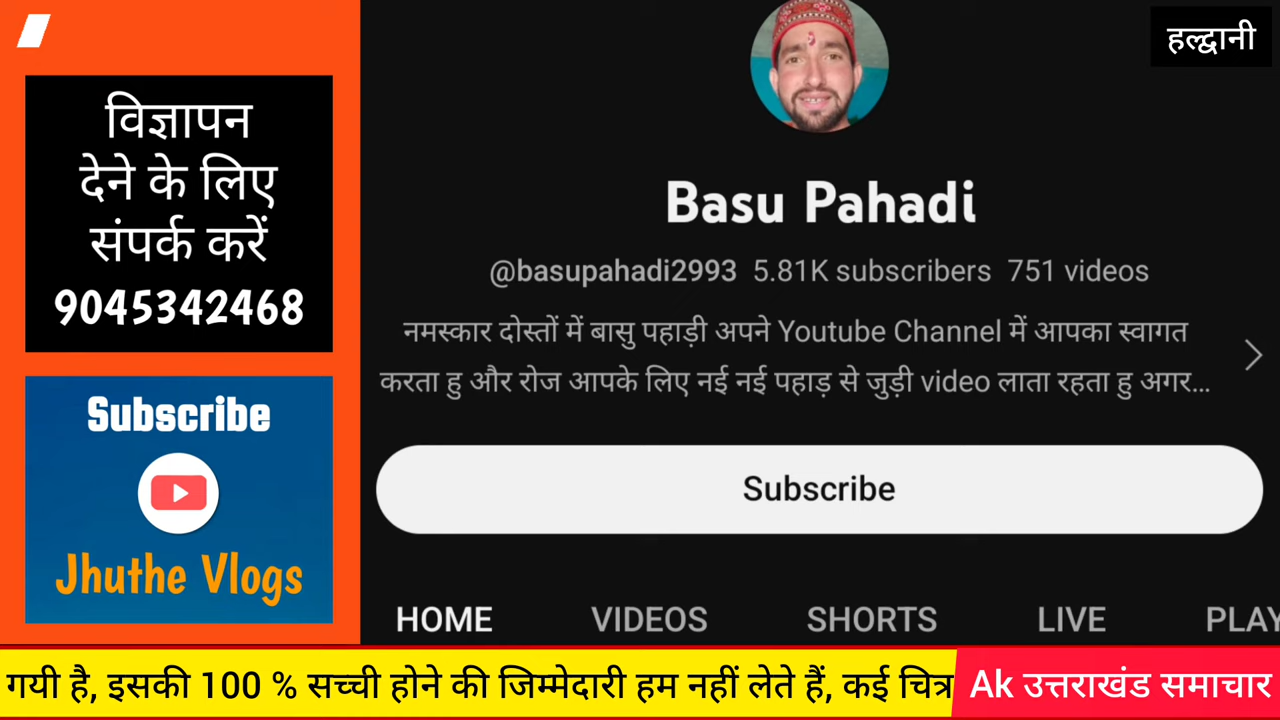 विज्ञापन
देने के लिए
संपर्क करें
9045342468
Subscribe
Jhuthe Vlogs
हल्द्वानी
Basu Pahadi
@basupahadi2993 5.81K subscribers 751 videos
नमस्कार दोस्तों में बासु पहाड़ी अपने Youtube Channel में आपका स्वागत
करता हु और रोज आपके लिए नई नई पहाड़ से जुड़ी video लाता रहता हु अगर...
Subscribe
HOME VIDEOS SHORTS LIVE PLAY
गयी है, इसकी 100 % सच्ची होने की जिम्मेदारी हम नहीं लेते हैं, कई चित्र
Ak उत्तराखंड समाचार